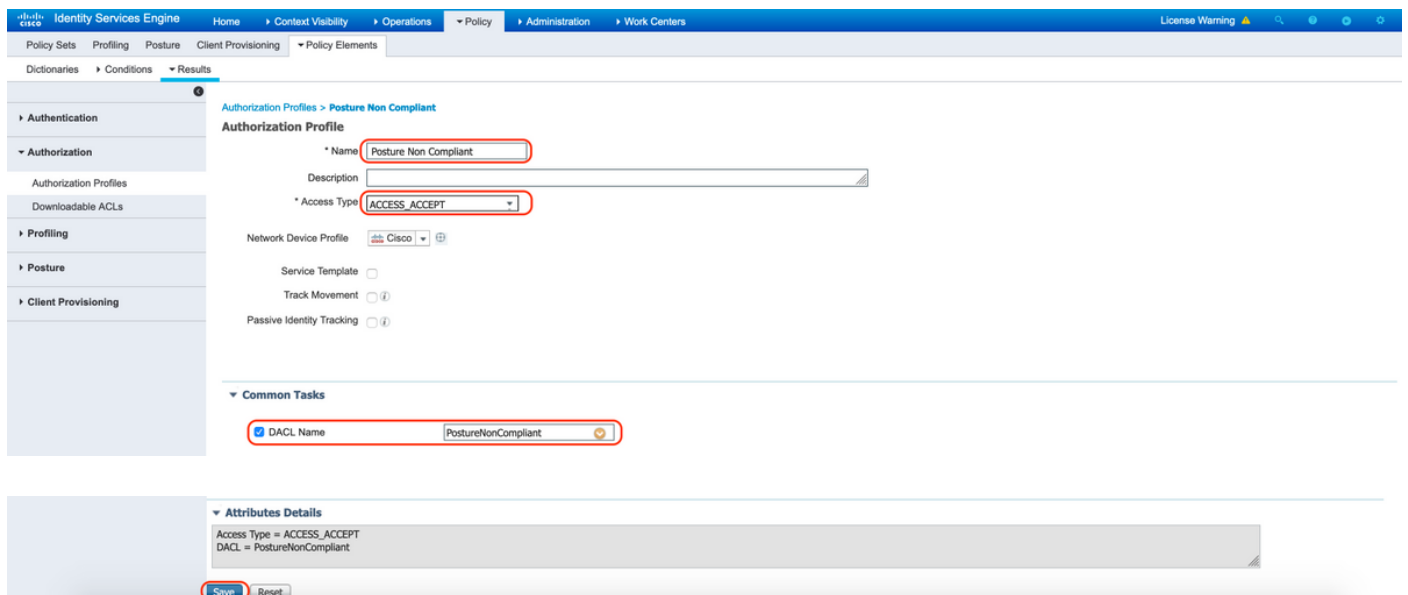 cisco Identity Services Engine Home Context Visibility Operations Policy Administration Work Centers License Warning
Policy Sets Profiling Posture Client Provisioning Policy Elements
Dictionaries Conditions Results
Authentication
Authorization
Authorization Profiles
Downloadable ACLs
Profiling
Posture
Client Provisioning
Authorization Profiles > Posture Non Compliant
Authorization Profile
* Name Posture Non Compliant
Description
* Access Type ACCESS_ACCEPT
Network Device Profile Cisco
Service Template
Track Movement i
Passive Identity Tracking i
Common Tasks
DACL Name PostureNonCompliant
Attributes Details
Access Type = ACCESS_ACCEPT
DACL = PostureNonCompliant
Save Reset